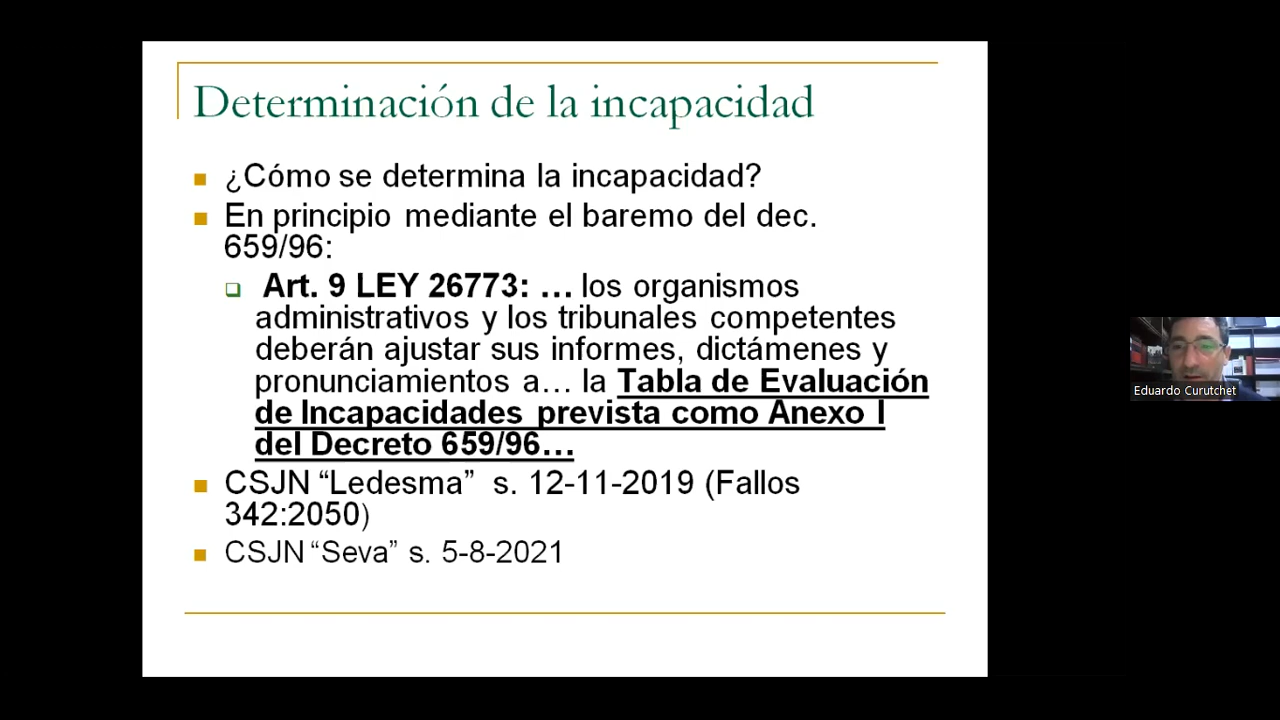 Determinación de la incapacidad
¿Cómo se determina la incapacidad?
En principio mediante el baremo del dec.
659/96:
Art. 9 LEY 26773: … los organismos
administrativos y los tribunales competentes
deberán ajustar sus informes, dictámenes y
pronunciamientos a… la Tabla de Evaluación
de Incapacidades prevista como Anexo I
del Decreto 659/96…
CSJN “Ledesma” s. 12-11-2019 (Fallos
342:2050)
CSJN “Seva” s. 5-8-2021
Eduardo Curutchet